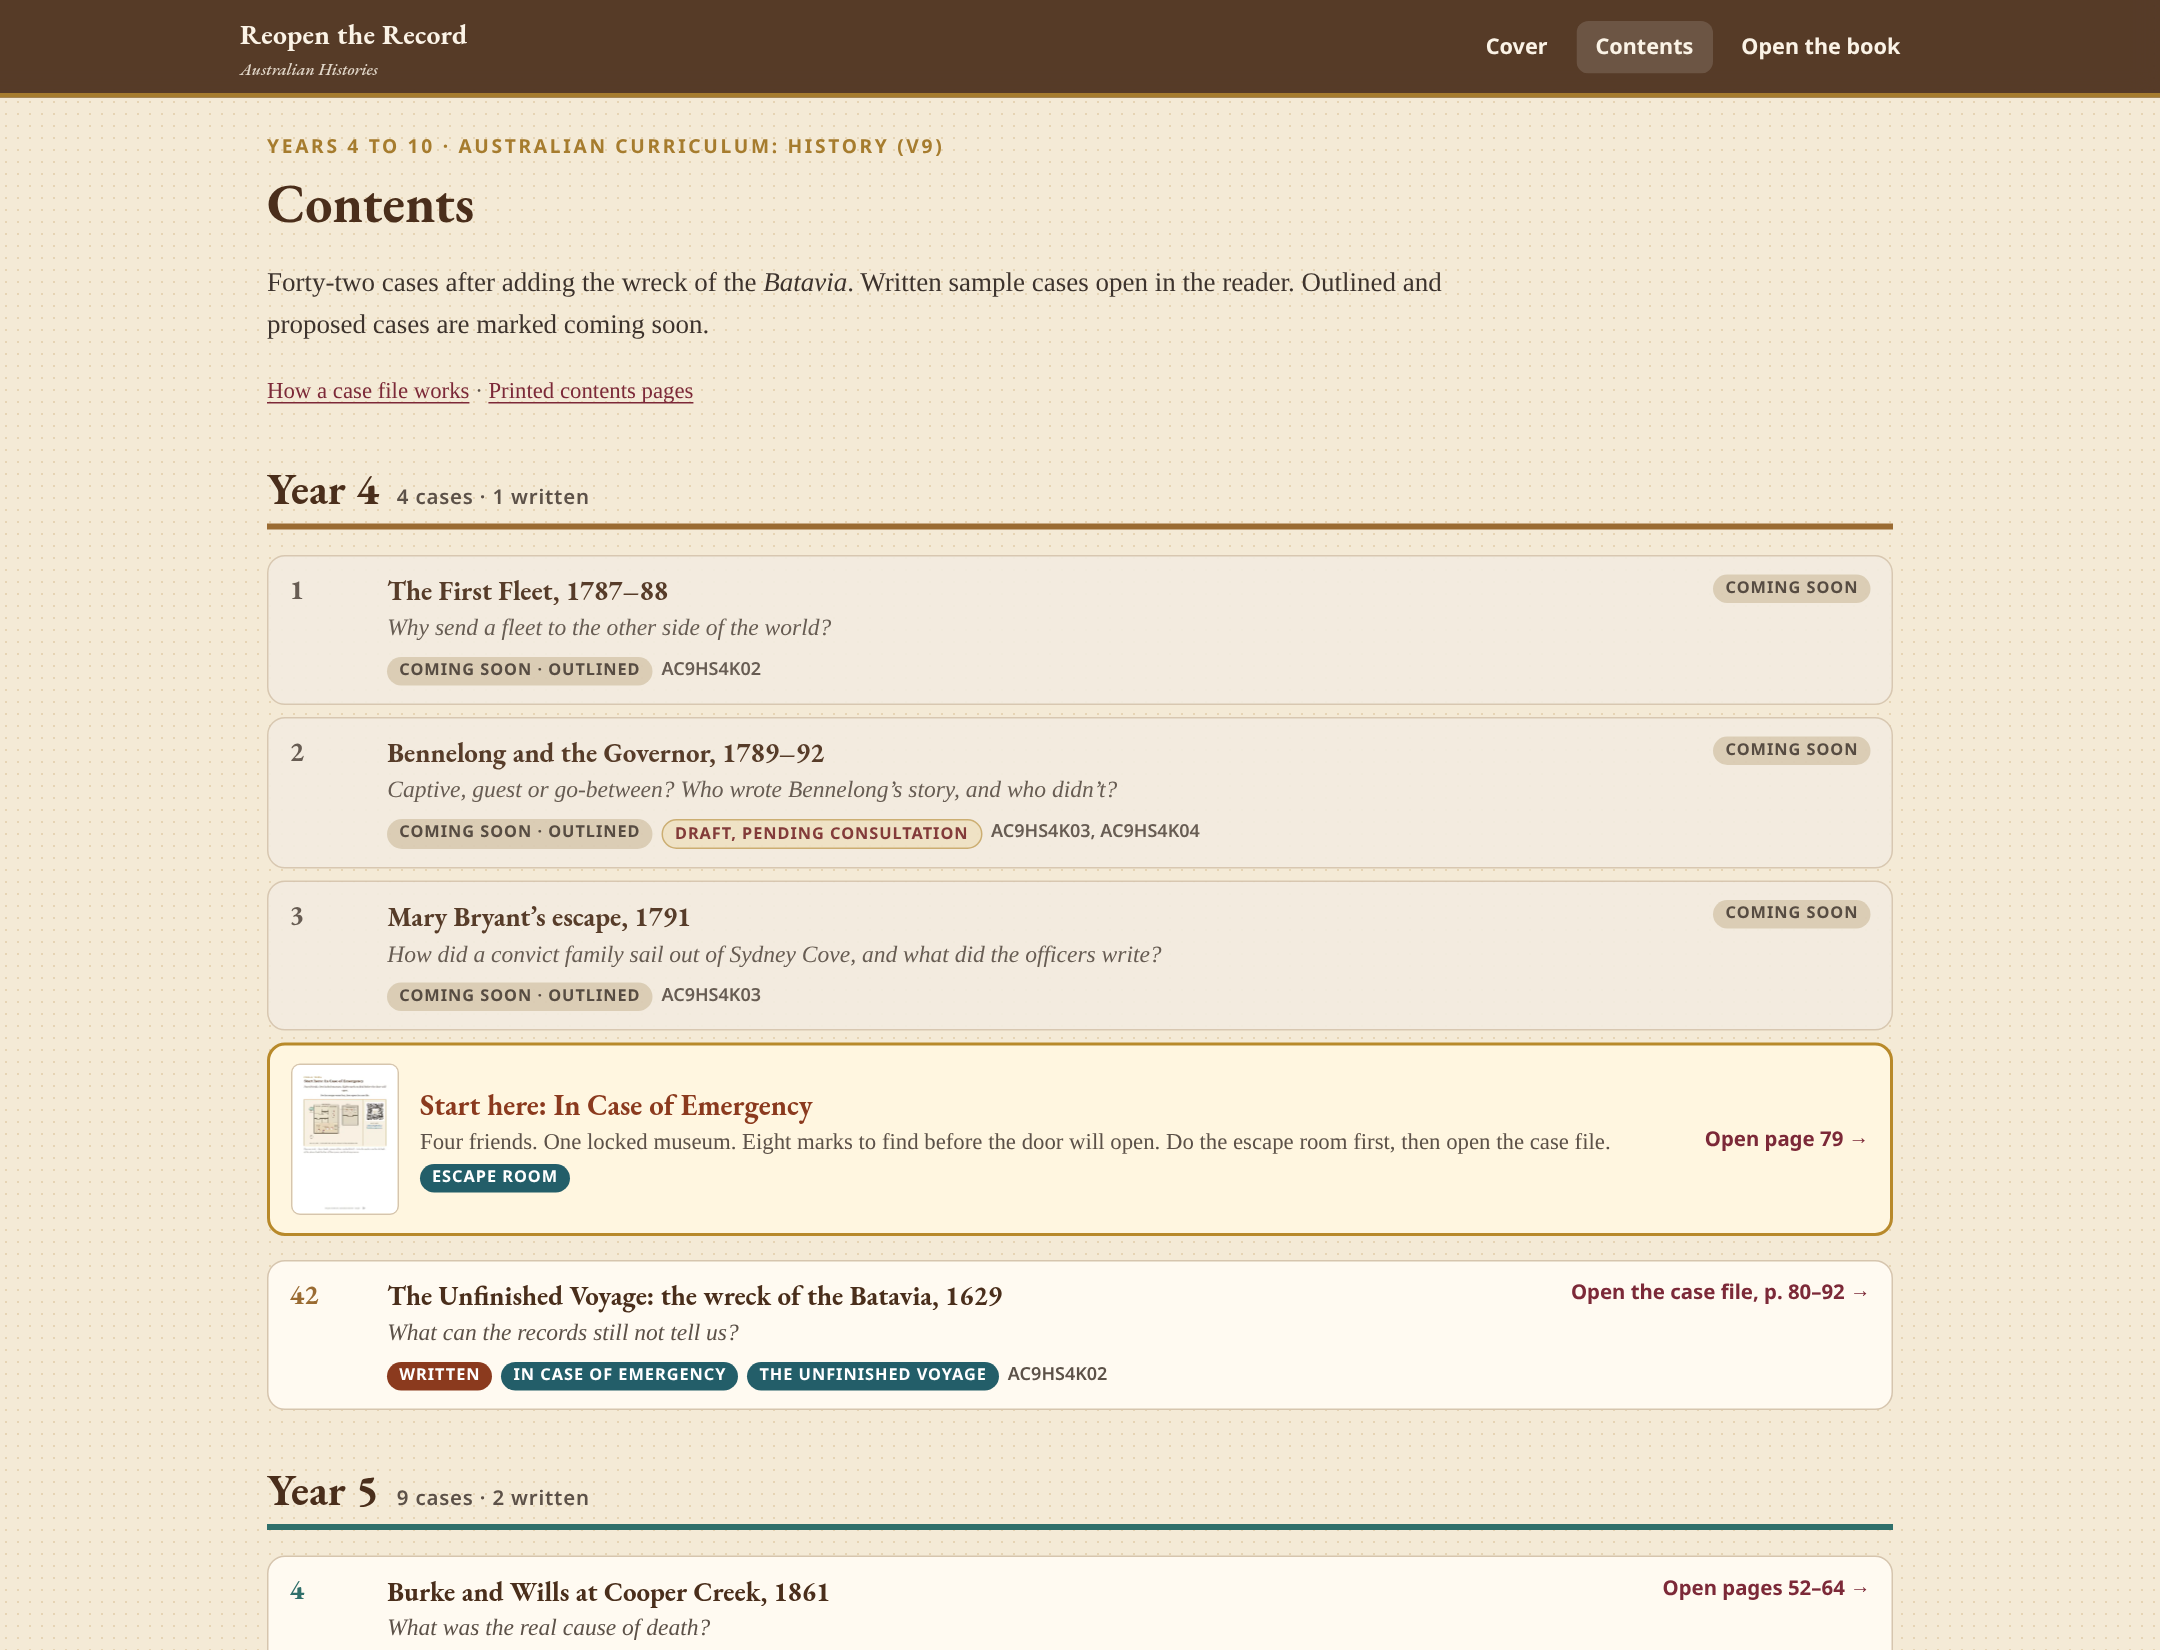 Reopen the Record
Australian Histories
Cover
Contents
Open the book
YEARS 4 TO 10 · AUSTRALIAN CURRICULUM: HISTORY (V9)
Contents
Forty-two cases after adding the wreck of the Batavia. Written sample cases open in the reader. Outlined and
proposed cases are marked coming soon.
How a case file works · Printed contents pages
Year 4 4 cases · 1 written
1
The First Fleet, 1787–88
COMING SOON
Why send a fleet to the other side of the world?
COMING SOON · OUTLINED AC9HS4K02
2
Bennelong and the Governor, 1789–92
COMING SOON
Captive, guest or go-between? Who wrote Bennelong’s story, and who didn’t?
COMING SOON · OUTLINED DRAFT, PENDING CONSULTATION AC9HS4K03, AC9HS4K04
3
Mary Bryant’s escape, 1791
COMING SOON
How did a convict family sail out of Sydney Cove, and what did the officers write?
COMING SOON · OUTLINED AC9HS4K03
Start here: In Case of Emergency
Start here: In Case of Emergency
Four friends. One locked museum. Eight marks to find before the door will open. Do the escape room first, then open the case file.
Open page 79 →
ESCAPE ROOM
42
The Unfinished Voyage: the wreck of the Batavia, 1629
Open the case file, p. 80–92 →
What can the records still not tell us?
WRITTEN IN CASE OF EMERGENCY THE UNFINISHED VOYAGE AC9HS4K02
Year 5 9 cases · 2 written
4
Burke and Wills at Cooper Creek, 1861
Open pages 52–64 →
What was the real cause of death?